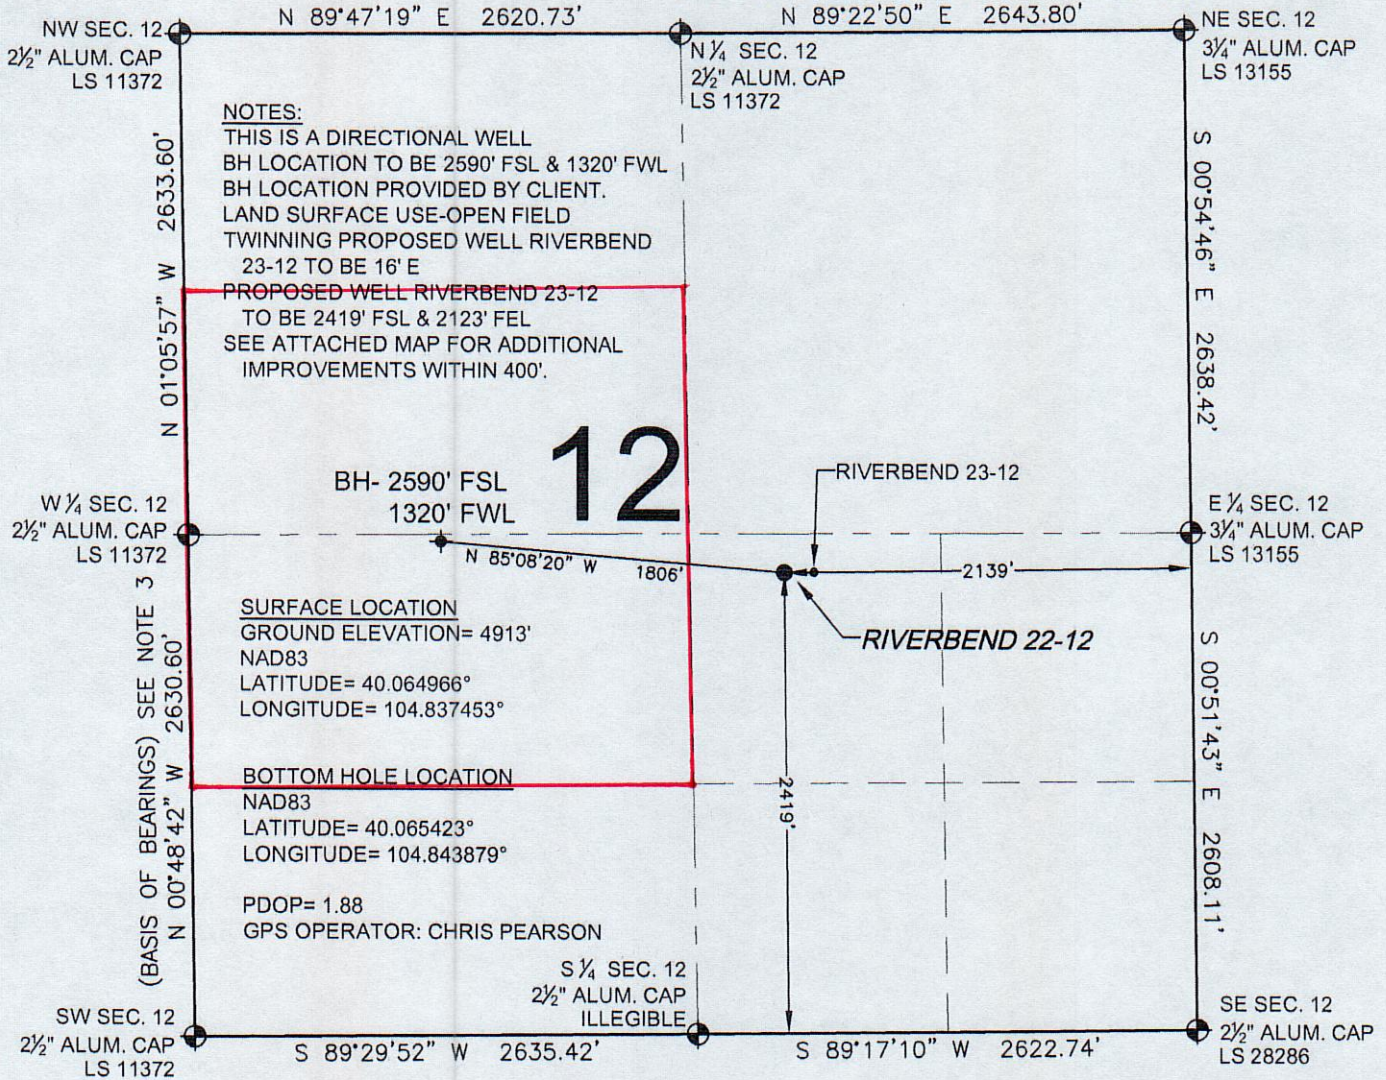 N 89°47'19" E 2620.73'
N 89°22'50" E 2643.80'
NW SEC. 12
2½" ALUM. CAP
LS 11372
N ¼ SEC. 12
2½" ALUM. CAP
LS 11372
NE SEC. 12
3¼" ALUM. CAP
LS 13155
NOTES:
THIS IS A DIRECTIONAL WELL
BH LOCATION TO BE 2590' FSL & 1320' FWL
BH LOCATION PROVIDED BY CLIENT.
LAND SURFACE USE-OPEN FIELD
TWINNING PROPOSED WELL RIVERBEND
23-12 TO BE 16' E
PROPOSED WELL RIVERBEND 23-12
TO BE 2419' FSL & 2123' FEL
SEE ATTACHED MAP FOR ADDITIONAL
IMPROVEMENTS WITHIN 400'.
N 01°05'57" W 2633.60'
S 00°54'46" E 2638.42'
12
BH- 2590' FSL
1320' FWL
RIVERBEND 23-12
W ¼ SEC. 12
2½" ALUM. CAP
LS 11372
E ¼ SEC. 12
3¼" ALUM. CAP
LS 13155
N 85°08'20" W 1806'
2139'
RIVERBEND 22-12
SURFACE LOCATION
GROUND ELEVATION= 4913'
NAD83
LATITUDE= 40.064966°
LONGITUDE= 104.837453°
BOTTOM HOLE LOCATION
NAD83
LATITUDE= 40.065423°
LONGITUDE= 104.843879°
PDOP= 1.88
GPS OPERATOR: CHRIS PEARSON
2419'
(BASIS OF BEARINGS) SEE NOTE 3
N 00°48'42" W 2630.60'
S 00°51'43" E 2608.11'
S ¼ SEC. 12
2½" ALUM. CAP
ILLEGIBLE
SW SEC. 12
2½" ALUM. CAP
LS 11372
S 89°29'52" W 2635.42'
S 89°17'10" W 2622.74'
SE SEC. 12
2½" ALUM. CAP
LS 28286